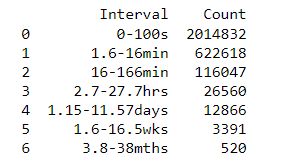 Interval Count
0 0-100s 2014832
1 1.6-16min 622618
2 16-166min 116047
3 2.7-27.7hrs 26560
4 1.15-11.57days 12866
5 1.6-16.5wks 3391
6 3.8-38mths 520